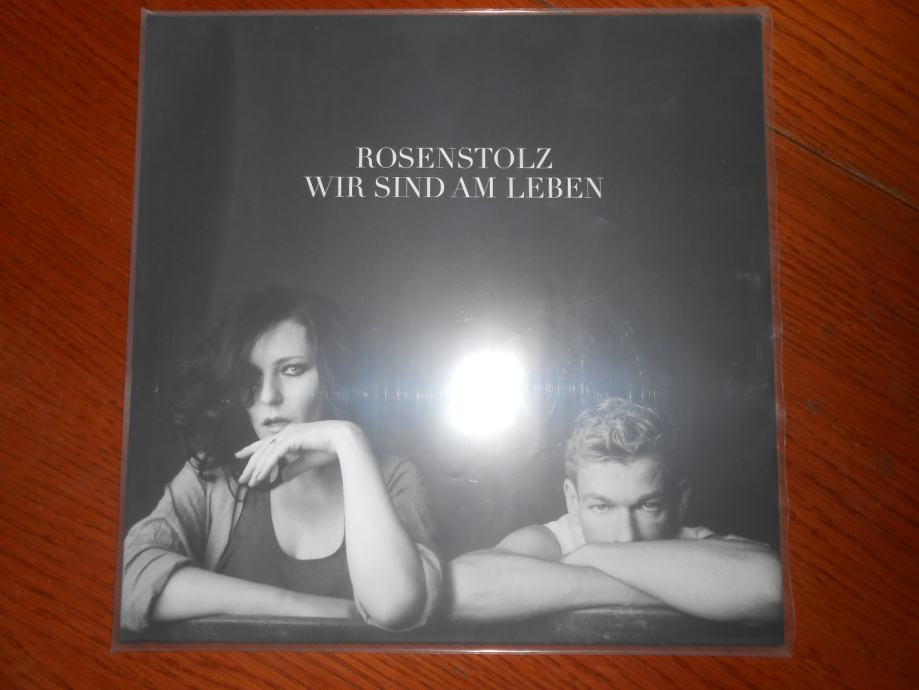 ROSENSTOLZ
WIR SIND AM LEBEN